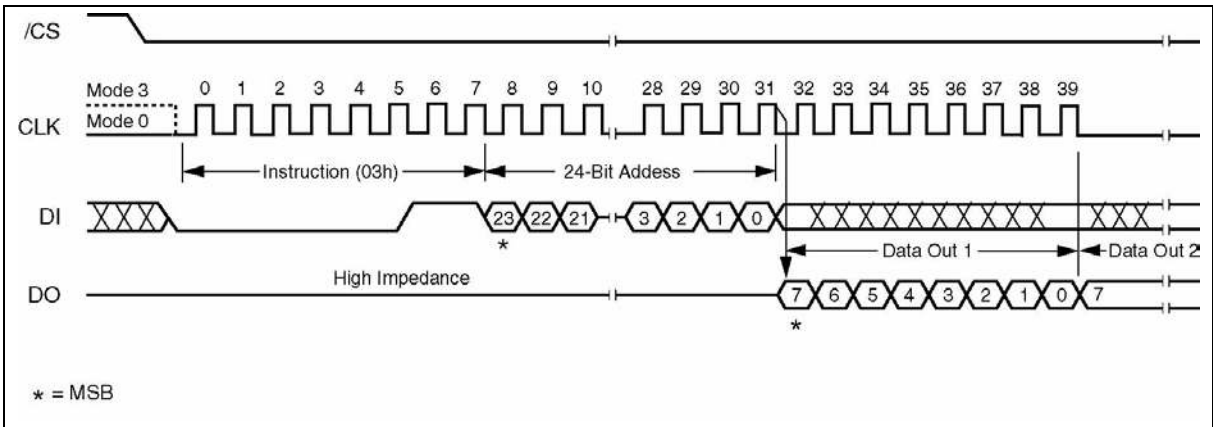 /CS
Mode 3
0 1 2 3 4 5 6 7 8 9 10 28 29 30 31 32 33 34 35 36 37 38 39
CLK
Mode 0
Instruction (03h)
24-Bit Addess
DI
23 22 21 3 2 1 0
*
Data Out 1
Data Out 2
High Impedance
DO
7 6 5 4 3 2 1 0 7
*
* = MSB